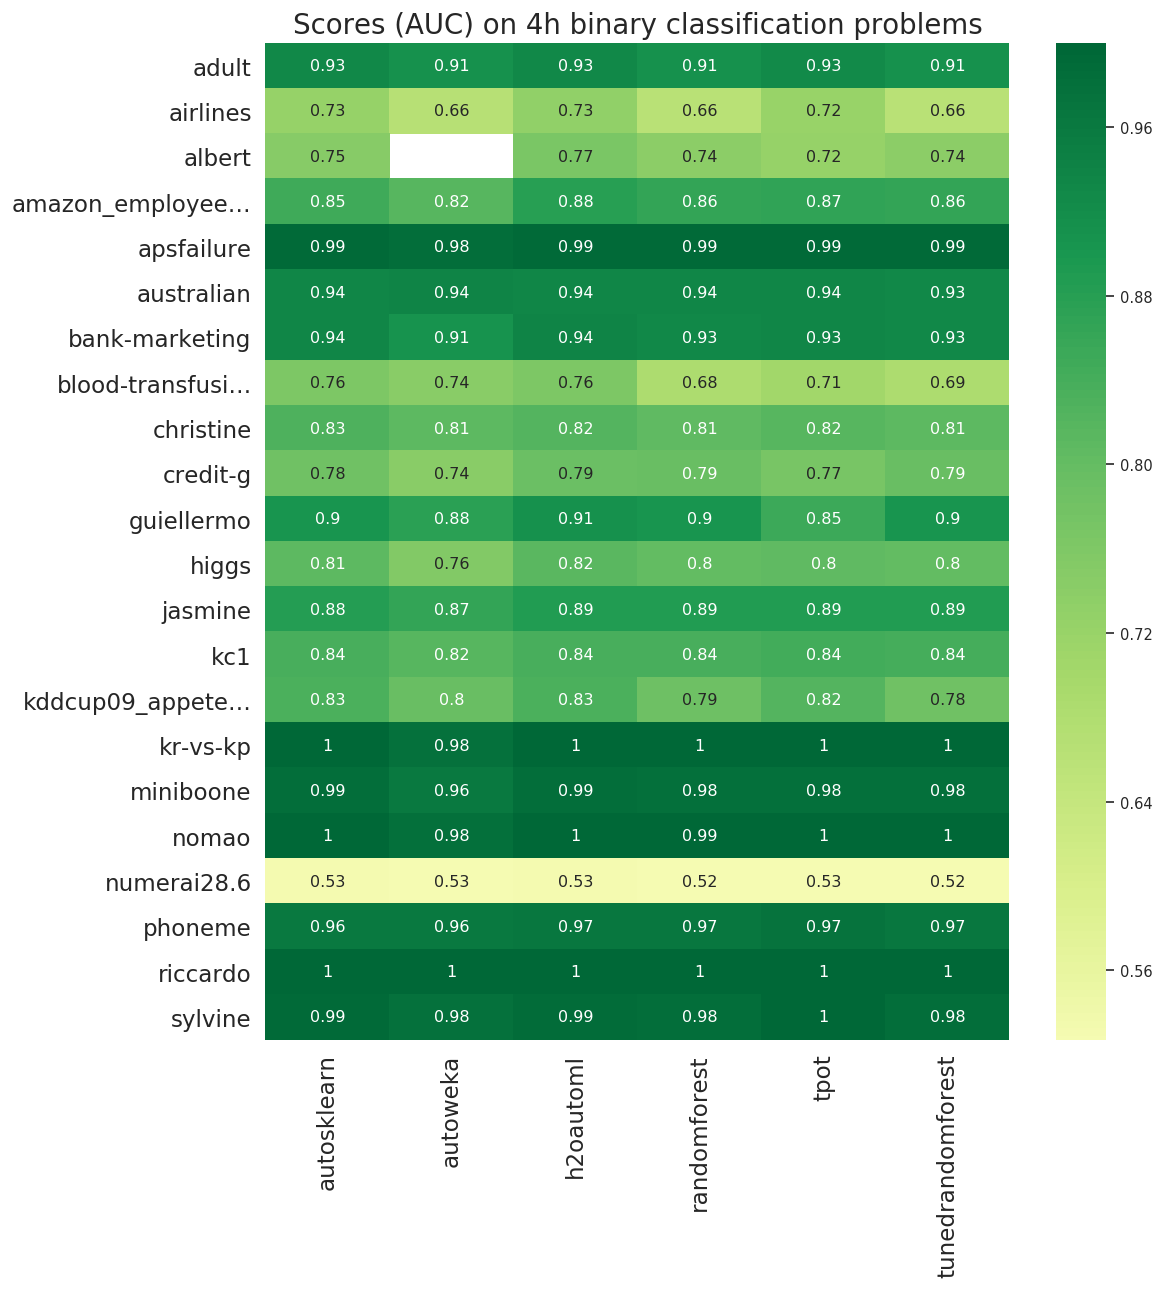 Scores (AUC) on 4h binary classification problems
adult 0.93 0.91 0.93 0.91 0.93 0.91
airlines 0.73 0.66 0.73 0.66 0.72 0.66
albert 0.75 0.77 0.74 0.72 0.74
amazon_employee... 0.85 0.82 0.88 0.86 0.87 0.86
apsfailure 0.99 0.98 0.99 0.99 0.99 0.99
australian 0.94 0.94 0.94 0.94 0.94 0.93
bank-marketing 0.94 0.91 0.94 0.93 0.93 0.93
blood-transfusi... 0.76 0.74 0.76 0.68 0.71 0.69
christine 0.83 0.81 0.82 0.81 0.82 0.81
credit-g 0.78 0.74 0.79 0.79 0.77 0.79
guiellermo 0.9 0.88 0.91 0.9 0.85 0.9
higgs 0.81 0.76 0.82 0.8 0.8 0.8
jasmine 0.88 0.87 0.89 0.89 0.89 0.89
kc1 0.84 0.82 0.84 0.84 0.84 0.84
kddcup09_appete... 0.83 0.8 0.83 0.79 0.82 0.78
kr-vs-kp 1 0.98 1 1 1 1
miniboone 0.99 0.96 0.99 0.98 0.98 0.98
nomao 1 0.98 1 0.99 1 1
numerai28.6 0.53 0.53 0.53 0.52 0.53 0.52
phoneme 0.96 0.96 0.97 0.97 0.97 0.97
riccardo 1 1 1 1 1 1
sylvine 0.99 0.98 0.99 0.98 1 0.98
autosklearn
autoweka
h2oautoml
randomforest
tpot
tunedrandomforest
0.96
0.88
0.80
0.72
0.64
0.56